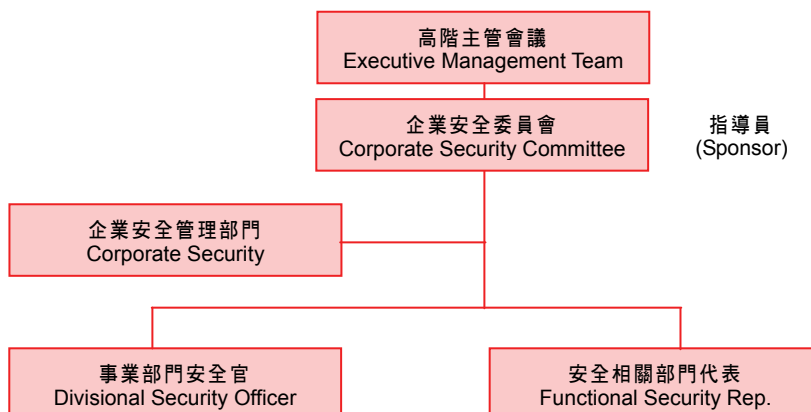 高階主管會議
Executive Management Team
企業安全委員會
Corporate Security Committee
指導員
(Sponsor)
企業安全管理部門
Corporate Security
事業部門安全官
Divisional Security Officer
安全相關部門代表
Functional Security Rep.